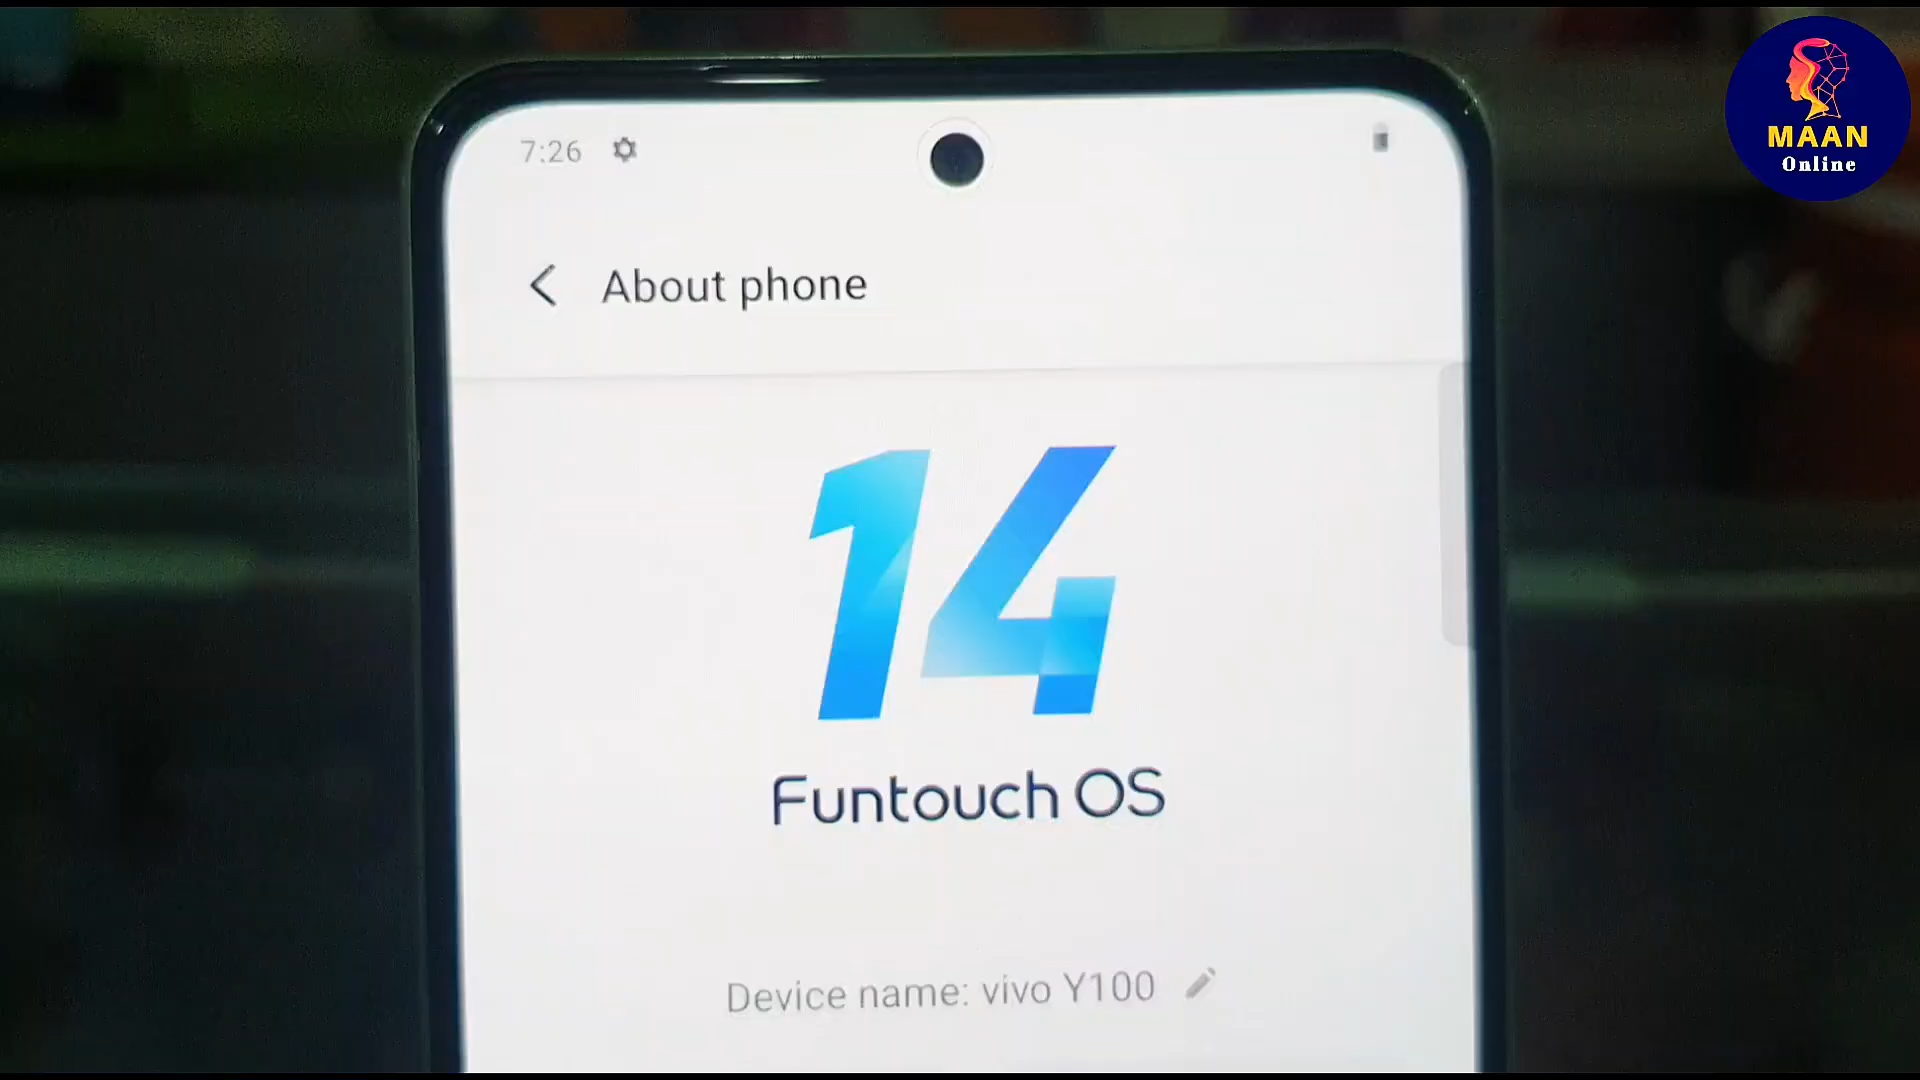 7:26
MAAN
Online
About phone
14
Funtouch OS
Device name: vivo Y100